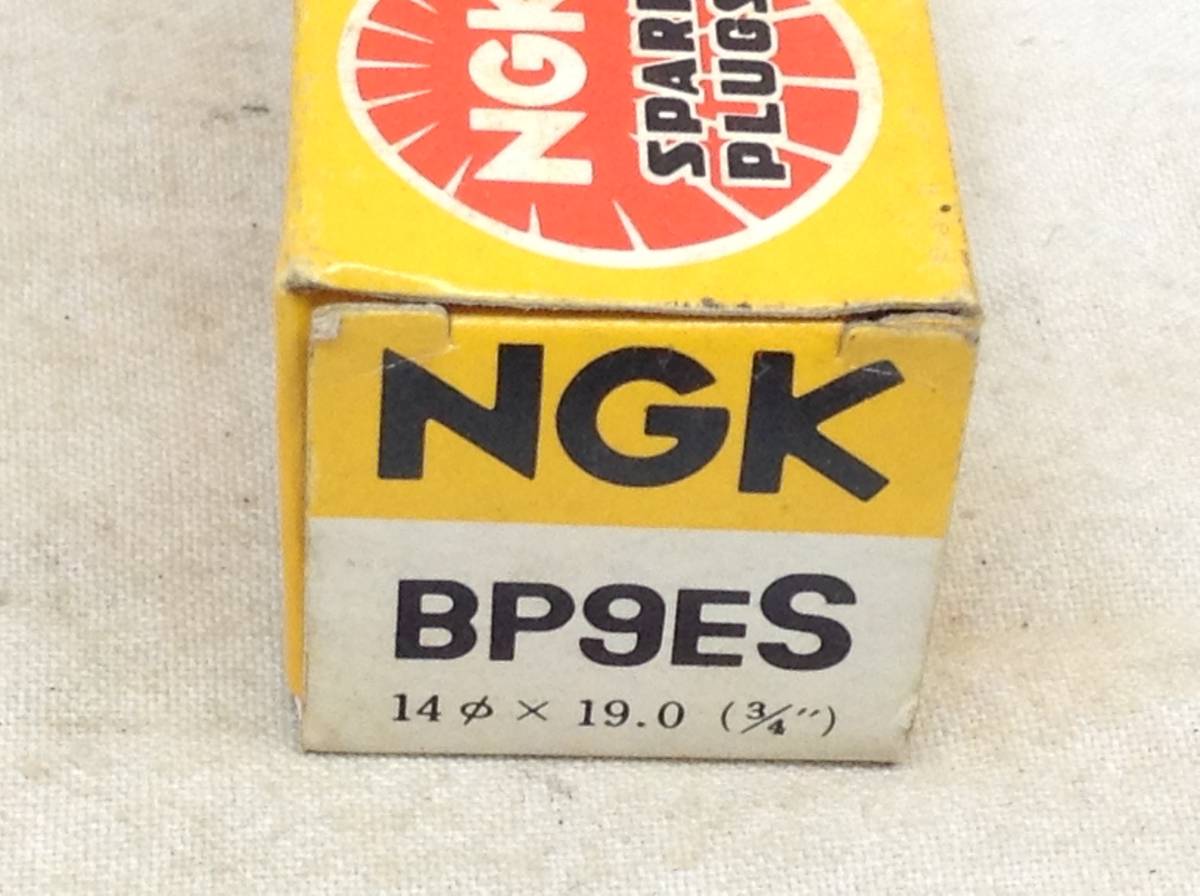 NGK
SPARK
PLUGS
NGK
BP9ES
14 φ × 19.0 (3/4″)